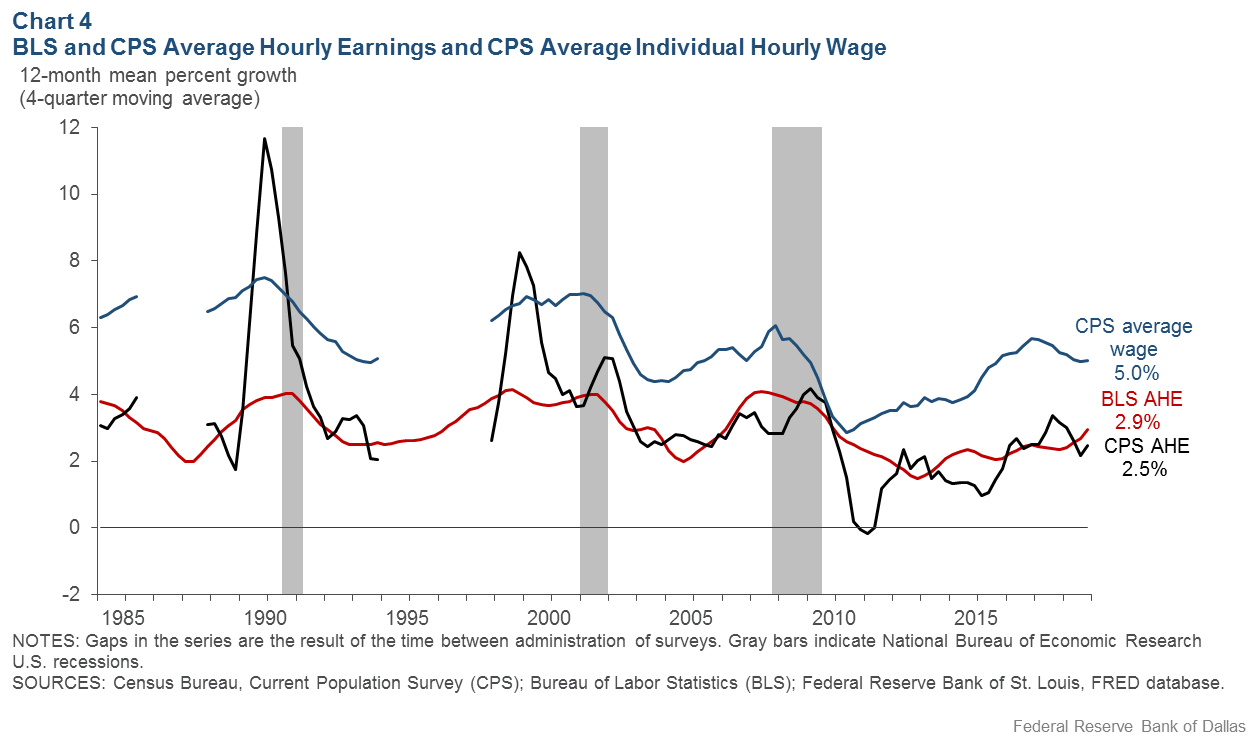 Chart 4
BLS and CPS Average Hourly Earnings and CPS Average Individual Hourly Wage
12-month mean percent growth
(4-quarter moving average)
12
10
8
6
4
2
0
-2
CPS average
wage
5.0%
BLS AHE
2.9%
CPS AHE
2.5%
1985 1990 1995 2000 2005 2010 2015
NOTES: Gaps in the series are the result of the time between administration of surveys. Gray bars indicate National Bureau of Economic Research
U.S. recessions.
SOURCES: Census Bureau, Current Population Survey (CPS); Bureau of Labor Statistics (BLS); Federal Reserve Bank of St. Louis, FRED database.
Federal Reserve Bank of Dallas